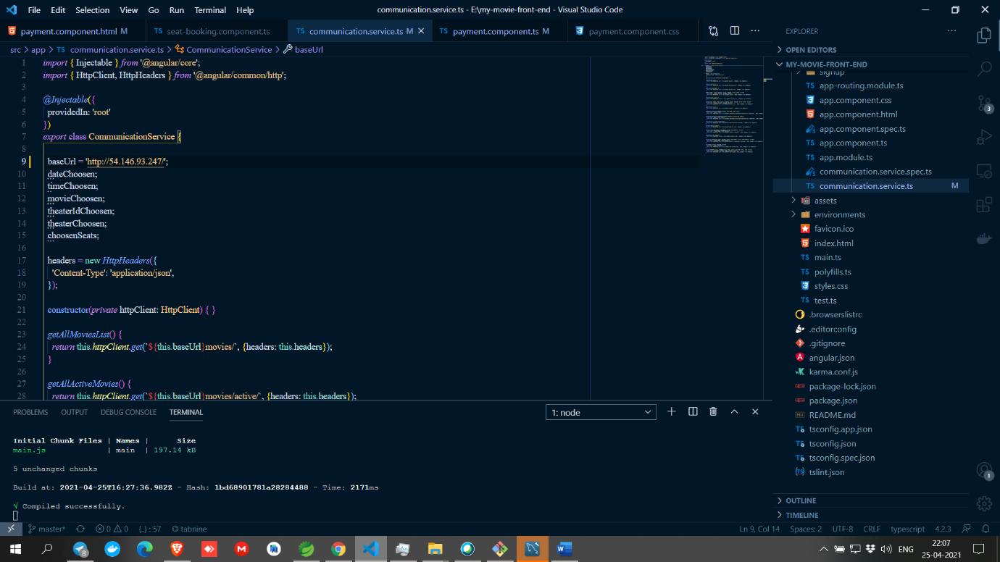 File Edit Selection View Go Run Terminal Help
communication.service.ts - E:\my-movie-front-end - Visual Studio Code
payment.component.html M
TS seat-booking.component.ts
TS communication.service.ts M
TS payment.component.ts M
payment.component.css
src > app > TS communication.service.ts > CommunicationService > baseUrl
1 import { Injectable } from '@angular/core';
2 import { HttpClient, HttpHeaders } from '@angular/common/http';
3
4 @Injectable({
5 providedIn: 'root'
6 })
7 export class CommunicationService {
8
9 baseUrl = 'http://54.146.93.247/';
10 dateChoosen;
11 timeChoosen;
12 movieChoosen;
13 theaterIdChoosen;
14 theaterChoosen;
15 choosenSeats;
16
17 headers = new HttpHeaders({
18 'Content-Type': 'application/json',
19 });
20
21 constructor(private httpClient: HttpClient) { }
22
23 getAllMoviesList() {
24 return this.httpClient.get(`${this.baseUrl}movies/`, {headers: this.headers});
25 }
26
27 getAllActiveMovies() {
28 return this.httpClient.get(`${this.baseUrl}movies/active/`, {headers: this.headers});
PROBLEMS OUTPUT DEBUG CONSOLE TERMINAL
1: node
Initial Chunk Files | Names | Size
main.js | main | 197.14 kB
5 unchanged chunks
Build at: 2021-04-25T16:27:36.982Z - Hash: 1bd68901781a28284488 - Time: 2171ms
√ Compiled successfully.
EXPLORER
OPEN EDITORS
MY-MOVIE-FRONT-END
signup
TS app-routing.module.ts
app.component.css
app.component.html
app.component.spec.ts
TS app.component.ts
TS app.module.ts
communication.service.spec.ts
TS communication.service.ts M
assets
environments
favicon.ico
index.html
TS main.ts
TS polyfills.ts
styles.css
TS test.ts
.browserslistrc
.editorconfig
.gitignore
angular.json
karma.conf.js
package-lock.json
package.json
README.md
tsconfig.app.json
tsconfig.json
tsconfig.spec.json
tslint.json
OUTLINE
TIMELINE
3
1
master* 0 0 {..} : 57 tabnine
Ln 9, Col 14 Spaces: 2 UTF-8 CRLF typescript 4.2.3
8
ENG
22:07
25-04-2021